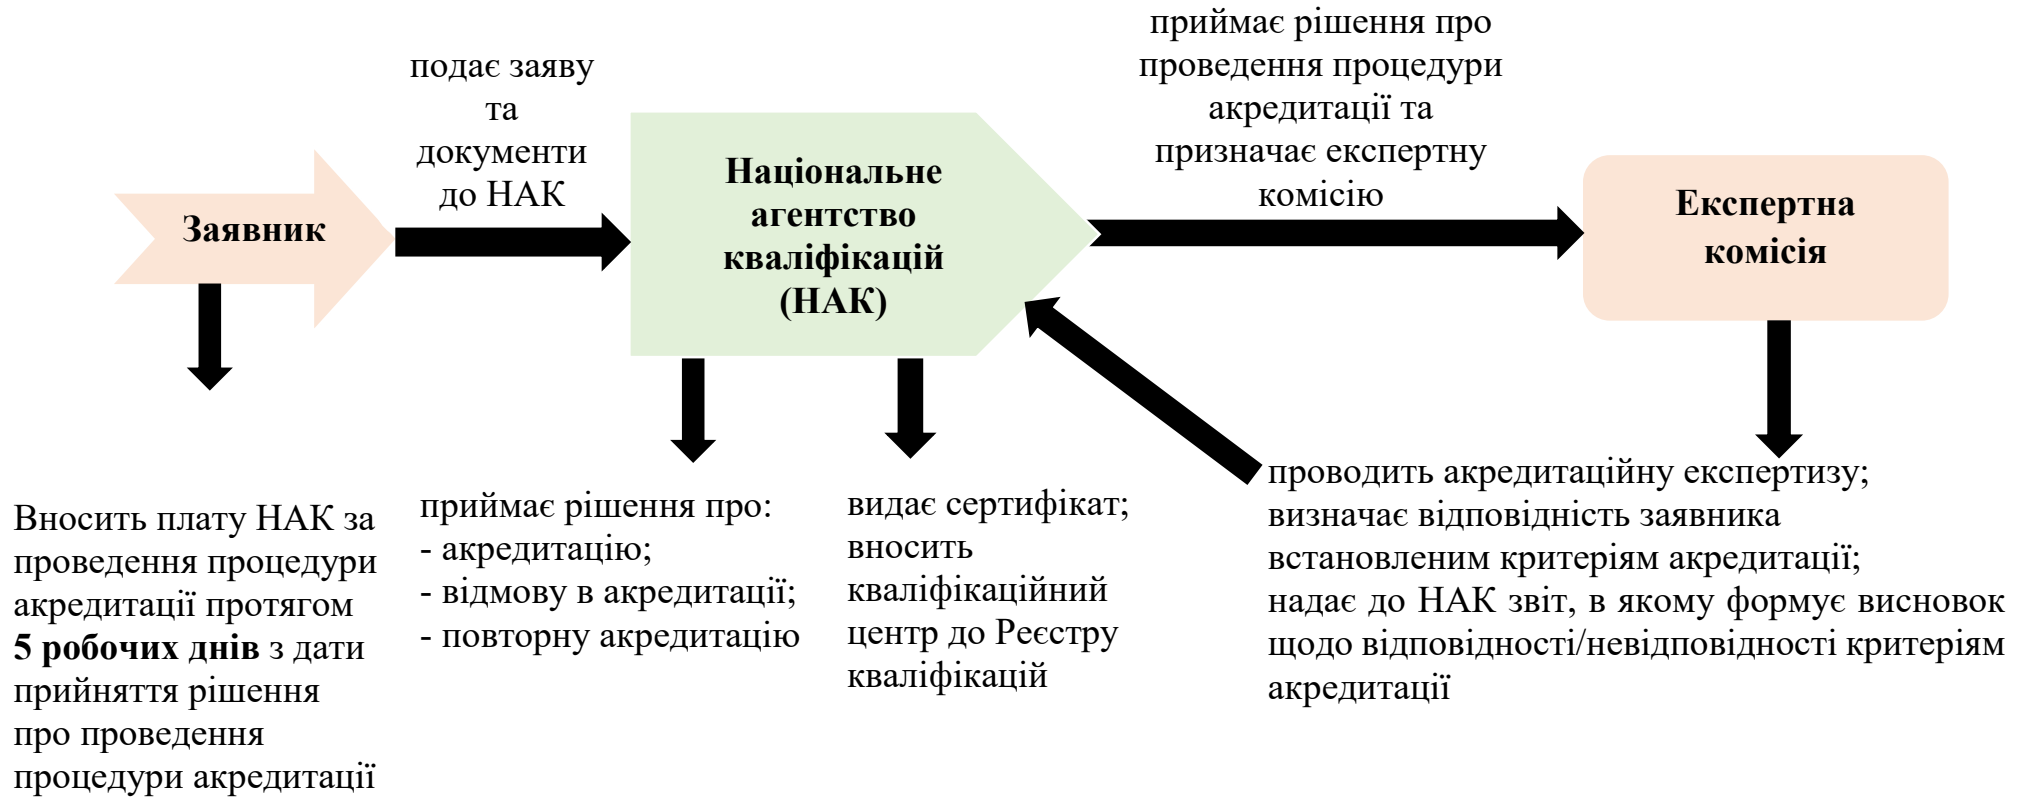 подає заяву
та
документи
до НАК
приймає рішення про
проведення процедури
акредитації та
призначає експертну
комісію
Заявник
Національне
агентство
кваліфікацій
(НАК)
Експертна
комісія
Вносить плату НАК за
проведення процедури
акредитації протягом
5 робочих днів з дати
прийняття рішення
про проведення
процедури акредитації
приймає рішення про:
- акредитацію;
- відмову в акредитації;
- повторну акредитацію
видає сертифікат;
вносить
кваліфікаційний
центр до Реєстру
кваліфікацій
проводить акредитаційну експертизу;
визначає відповідність заявника
встановленим критеріям акредитації;
надає до НАК звіт, в якому формує висновок
щодо відповідності/невідповідності критеріям
акредитації